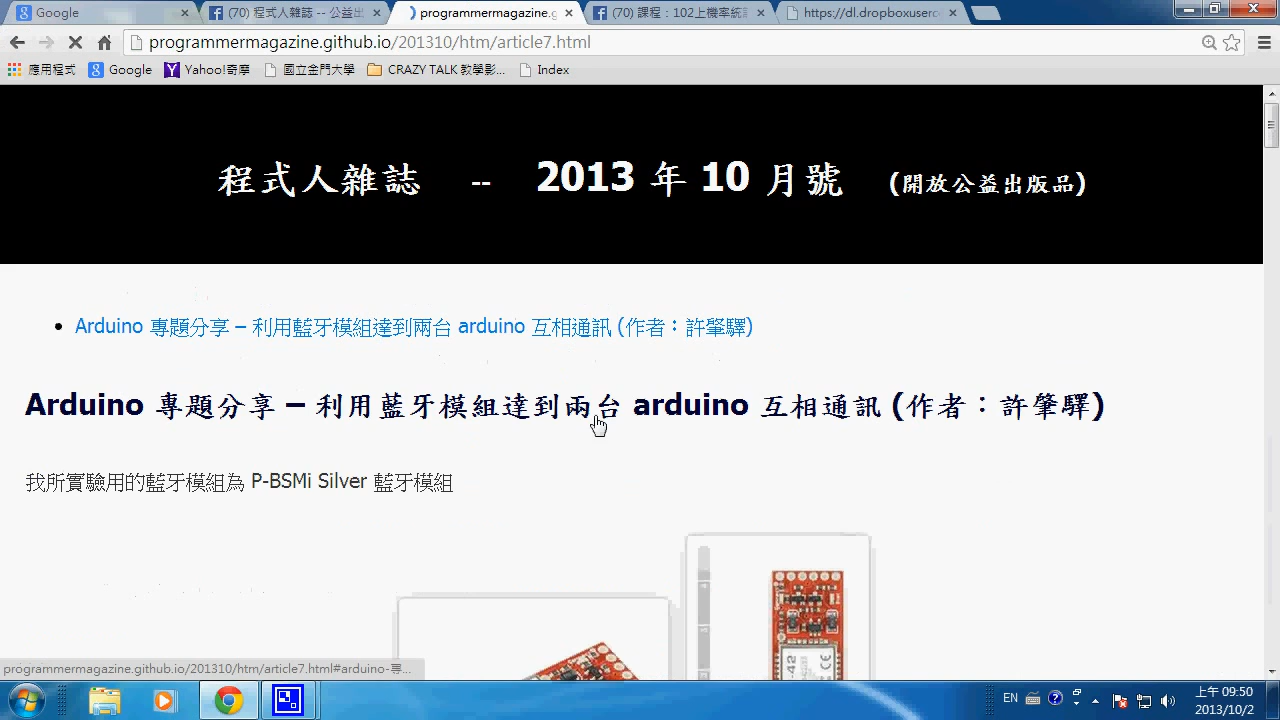 Google
(70) 程式人雜誌 -- 公益出
programmermagazine.g
(70) 課程：102上機率統計
https://dl.dropboxuserc
programmermagazine.github.io/201310/htm/article7.html
應用程式
Google
Yahoo!奇摩
國立金門大學
CRAZY TALK 教學影...
Index
程式人雜誌 -- 2013 年 10 月號 (開放公益出版品)
Arduino 專題分享 – 利用藍牙模組達到兩台 arduino 互相通訊 (作者：許肇驛)
Arduino 專題分享 – 利用藍牙模組達到兩台 arduino 互相通訊 (作者：許肇驛)
我所實驗用的藍牙模組為 P-BSMi Silver 藍牙模組
programmermagazine.github.io/201310/htm/article7.html#arduino-專...
EN
上午 09:50
2013/10/2